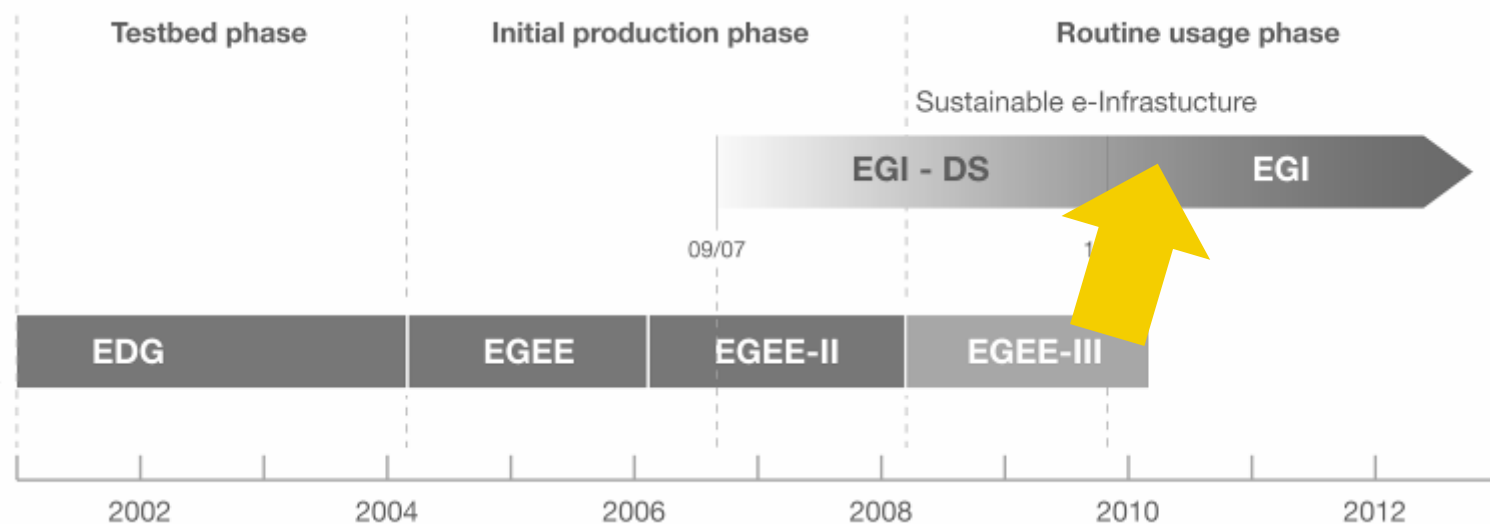 Testbed phase
Initial production phase
Routine usage phase
Sustainable e-Infrastucture
EGI - DS
EGI
09/07
EDG
EGEE
EGEE-II
EGEE-III
2002
2004
2006
2008
2010
2012